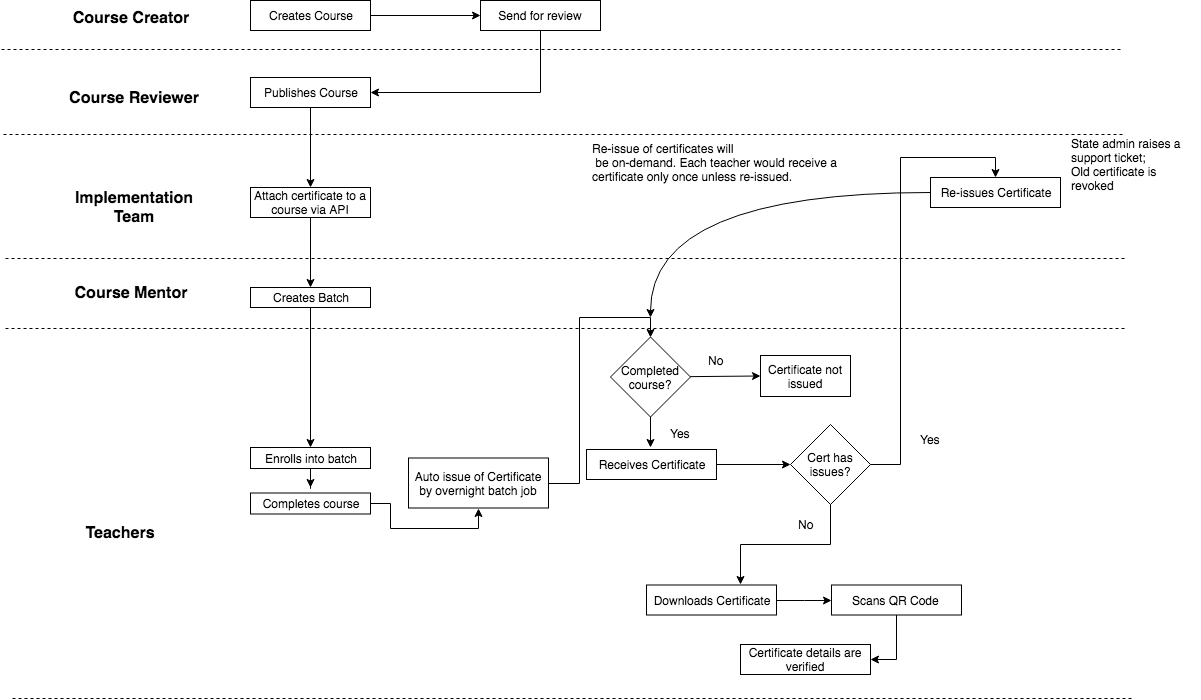 Course Creator
Creates Course
Send for review
Course Reviewer
Publishes Course
Re-issue of certificates will
be on-demand. Each teacher would receive a
certificate only once unless re-issued.
State admin raises a
support ticket;
Old certificate is
revoked
Implementation
Team
Attach certificate to a
course via API
Re-issues Certificate
Course Mentor
Creates Batch
Completed
course?
No
Certificate not
issued
Yes
Yes
Enrolls into batch
Receives Certificate
Cert has
issues?
Auto issue of Certificate
by overnight batch job
Completes course
Teachers
No
Downloads Certificate
Scans QR Code
Certificate details are
verified